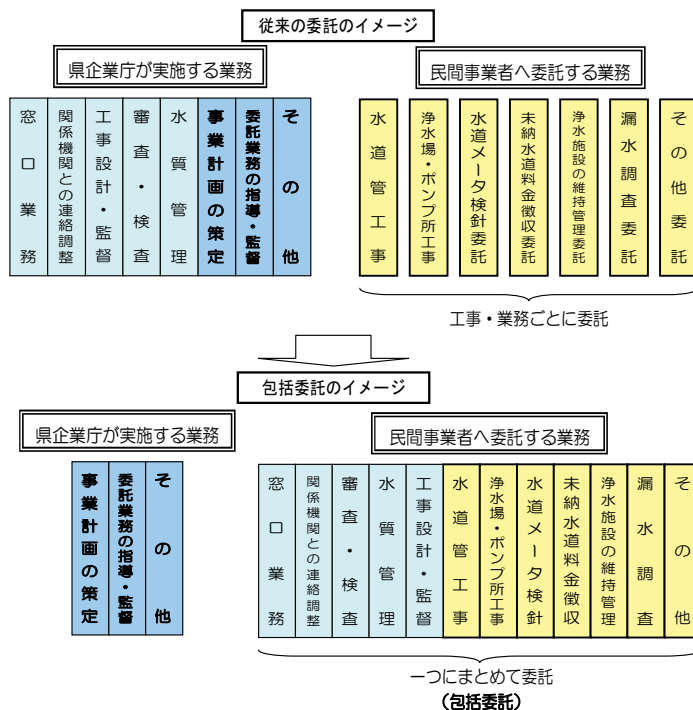 従来の委託のイメージ
県企業庁が実施する業務
民間事業者へ委託する業務
窓口業務
関係機関との連絡調整
工事設計・監督
審査・検査
水質管理
事業計画の策定
委託業務の指導・監督
その他
水道管工事
浄水場・ポンプ所工事
水道メータ検針委託
未納水道料金徴収委託
浄水施設の維持管理委託
漏水調査委託
その他委託
工事・業務ごとに委託
包括委託のイメージ
県企業庁が実施する業務
民間事業者へ委託する業務
事業計画の策定
委託業務の指導・監督
その他
窓口業務
関係機関との連絡調整
審査・検査
水質管理
工事設計・監督
水道管工事
浄水場・ポンプ所工事
水道メータ検針
未納水道料金徴収
浄水施設の維持管理
漏水調査
その他
一つにまとめて委託
(包括委託)